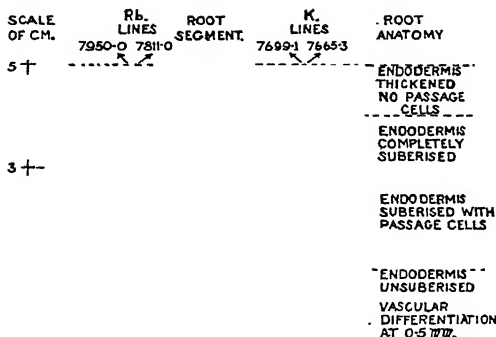 SCALE OF CM.
Rb. LINES
7950·0 7811·0
ROOT SEGMENT.
K. LINES
7699·1 7665·3
ROOT ANATOMY
5
ENDODERMIS
THICKENED
NO PASSAGE
CELLS
ENDODERMIS
COMPLETELY
SUBERISED
3
ENDODERMIS
SUBERISED WITH
PASSAGE CELLS
ENDODERMIS
UNSUBERISED
VASCULAR
DIFFERENTIATION
AT 0·5 mm.